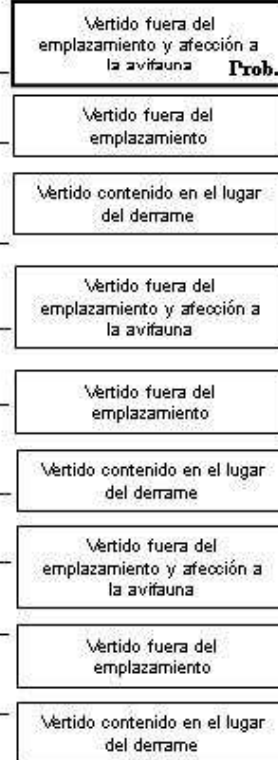 Vertido fuera del
emplazamiento y afección a
la avifauna Prob.
Vertido fuera del
emplazamiento
Vertido contenido en el lugar
del derrame
Vertido fuera del
emplazamiento y afección a
la avifauna
Vertido fuera del
emplazamiento
Vertido contenido en el lugar
del derrame
Vertido fuera del
emplazamiento y afección a
la avifauna
Vertido fuera del
emplazamiento
Vertido contenido en el lugar
del derrame